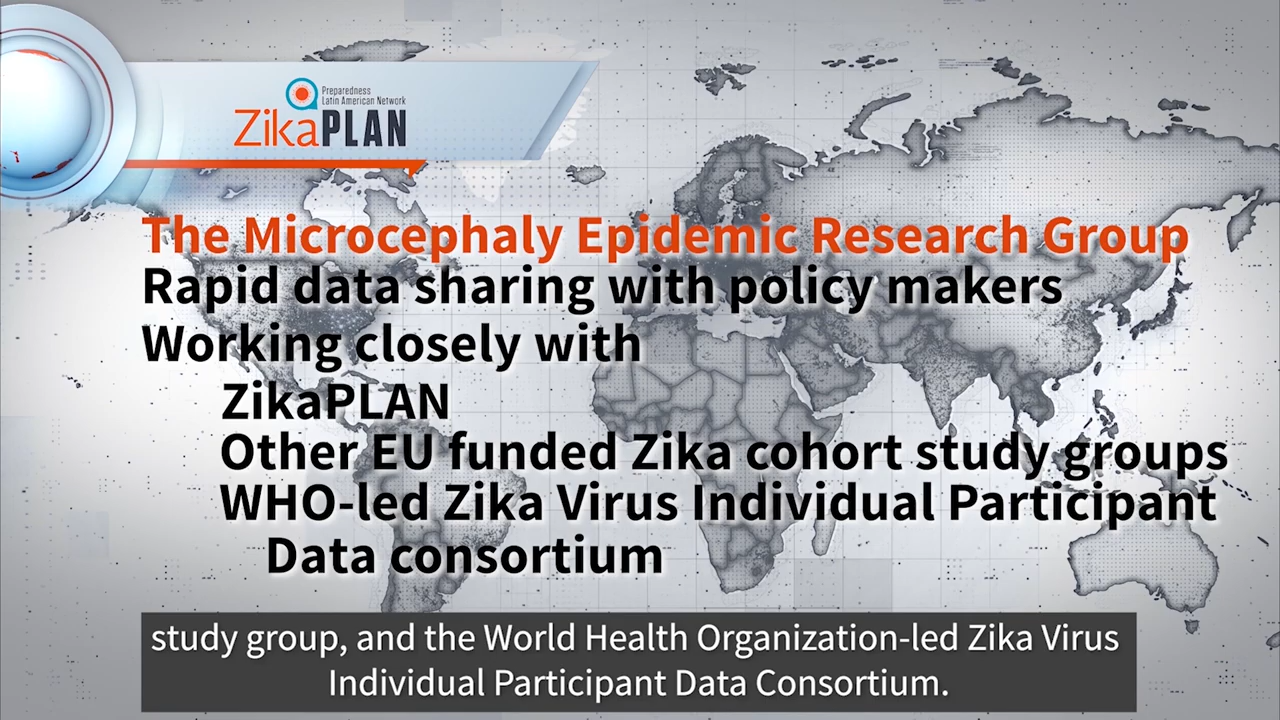 Preparedness
Latin American Network
ZikaPLAN
The Microcephaly Epidemic Research Group
Rapid data sharing with policy makers
Working closely with
ZikaPLAN
Other EU funded Zika cohort study groups
WHO-led Zika Virus Individual Participant
Data consortium
study group, and the World Health Organization-led Zika Virus
Individual Participant Data Consortium.